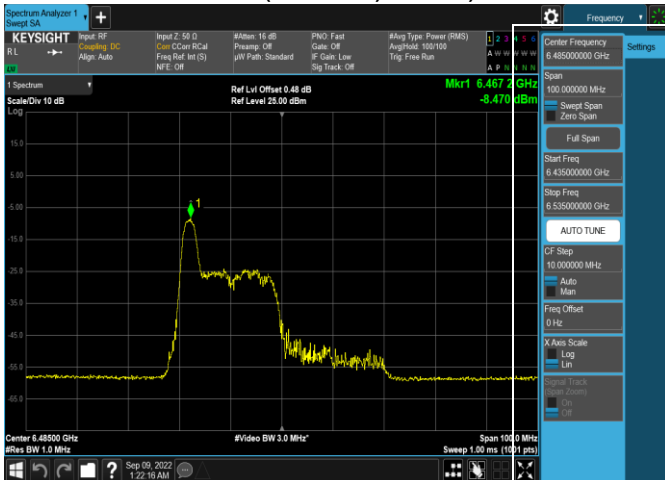 Spectrum Analyzer 1
Swept SA
+
Frequency
KEYSIGHT
R L
LV
Input: RF
Coupling: DC
Align: Auto
Input Z: 50 Ω
Corr CCorr RCal
Freq Ref: Int (S)
NFE: Off
#Atten: 16 dB
Preamp: Off
µW Path: Standard
PNO: Fast
Gate: Off
IF Gain: Low
Sig Track: Off
#Avg Type: Power (RMS)
Avg|Hold: 100/100
Trig: Free Run
1 2 3 4 5 6
A W W W W W
A P N N N N
1 Spectrum
Scale/Div 10 dB
Log
Ref Lvl Offset 0.48 dB
Ref Level 25.00 dBm
Mkr1 6.467 2 GHz
-8.470 dBm
15.0
5.00
-5.00
-15.0
-25.0
-35.0
-45.0
-55.0
-65.0
1
Center 6.48500 GHz
#Res BW 1.0 MHz
#Video BW 3.0 MHz*
Span 100.0 MHz
Sweep 1.00 ms (1001 pts)
Center Frequency
6.485000000 GHz
Span
100.000000 MHz
Swept Span
Zero Span
Full Span
Start Freq
6.435000000 GHz
Stop Freq
6.535000000 GHz
AUTO TUNE
CF Step
10.000000 MHz
Auto
Man
Freq Offset
0 Hz
X Axis Scale
Log
Lin
Signal Track
(Span Zoom)
On
Off
Settings
?
Sep 09, 2022
1:22:16 AM